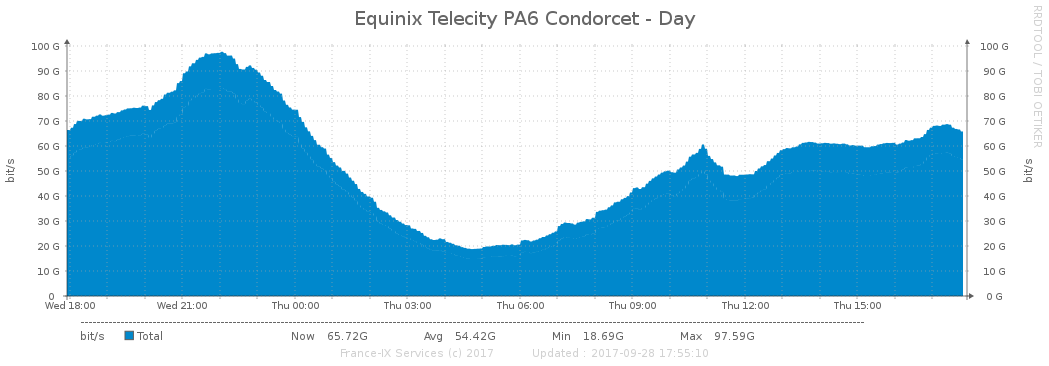 Equinix Telecity PA6 Condorcet - Day
RRDTOOL / TOBI OETIKER
100 G 100 G
90 G 90 G
80 G 80 G
70 G 70 G
60 G 60 G
50 G 50 G
40 G 40 G
30 G 30 G
20 G 20 G
10 G 10 G
0 0 G
bit/s bit/s
Wed 18:00 Wed 21:00 Thu 00:00 Thu 03:00 Thu 06:00 Thu 09:00 Thu 12:00 Thu 15:00
bit/s Total Now 65.72G Avg 54.42G Min 18.69G Max 97.59G
France-IX Services (c) 2017 Updated : 2017-09-28 17:55:10